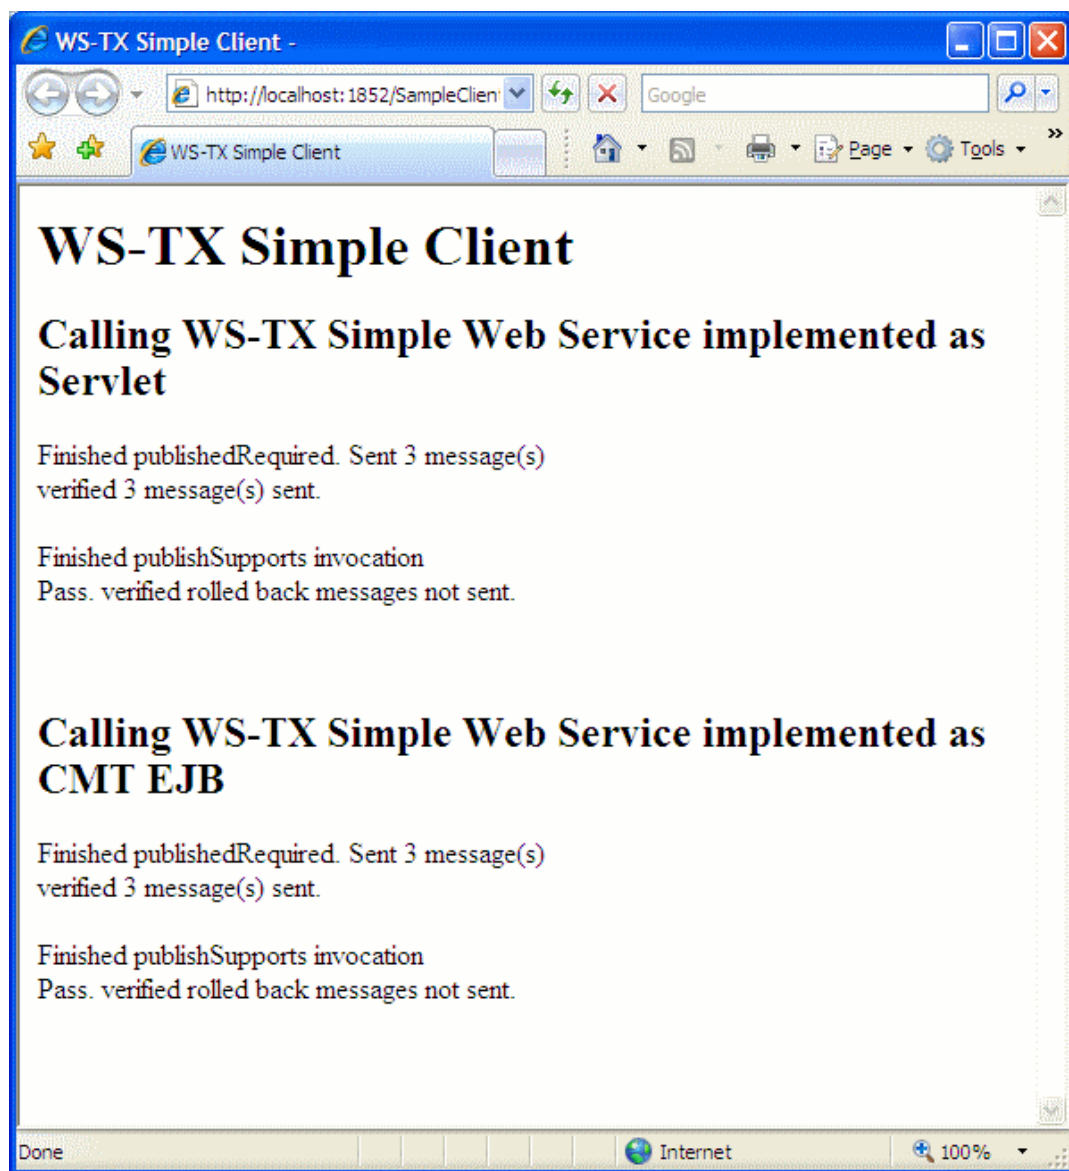 WS-TX Simple Client -
http://localhost:1852/SampleClien
Google
WS-TX Simple Client
Page
Tools
WS-TX Simple Client
Calling WS-TX Simple Web Service implemented as
Servlet
Finished publishedRequired. Sent 3 message(s)
verified 3 message(s) sent.
Finished publishSupports invocation
Pass. verified rolled back messages not sent.
Calling WS-TX Simple Web Service implemented as
CMT EJB
Finished publishedRequired. Sent 3 message(s)
verified 3 message(s) sent.
Finished publishSupports invocation
Pass. verified rolled back messages not sent.
Done
Internet
100%